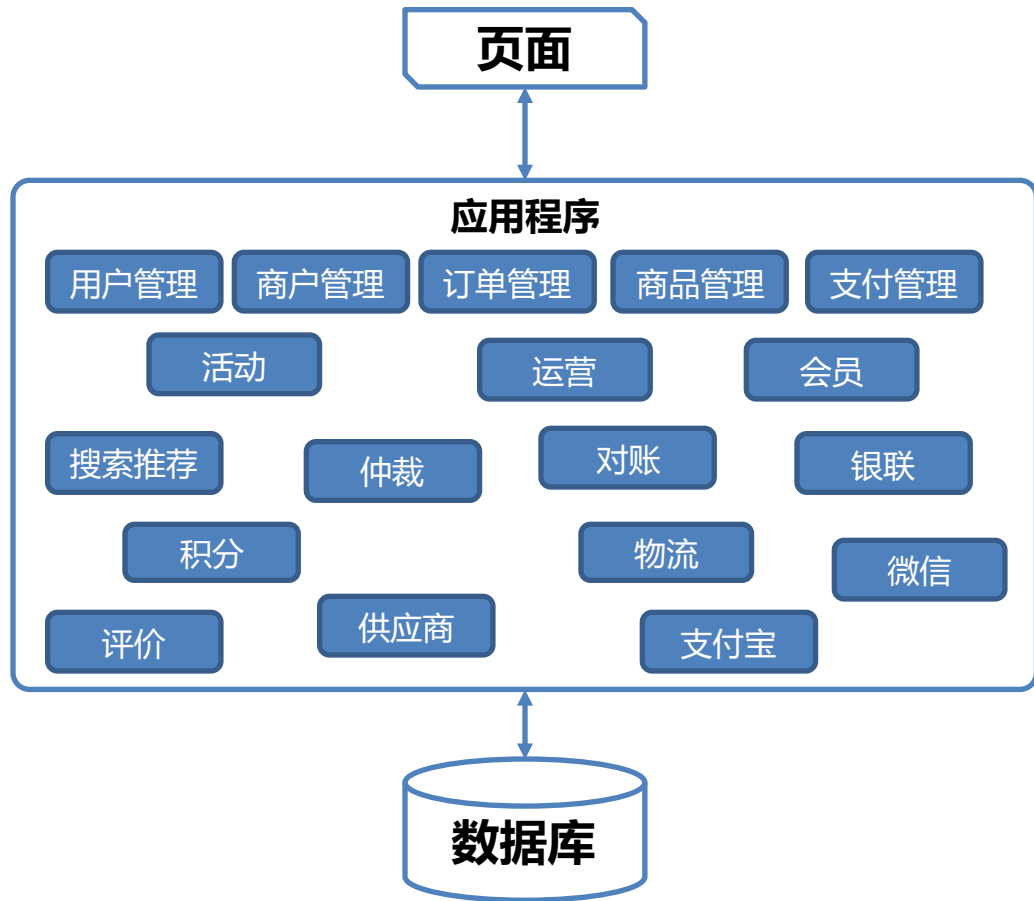 页面
应用程序
用户管理
商户管理
订单管理
商品管理
支付管理
活动
运营
会员
搜索推荐
仲裁
对账
银联
积分
物流
微信
评价
供应商
支付宝
数据库